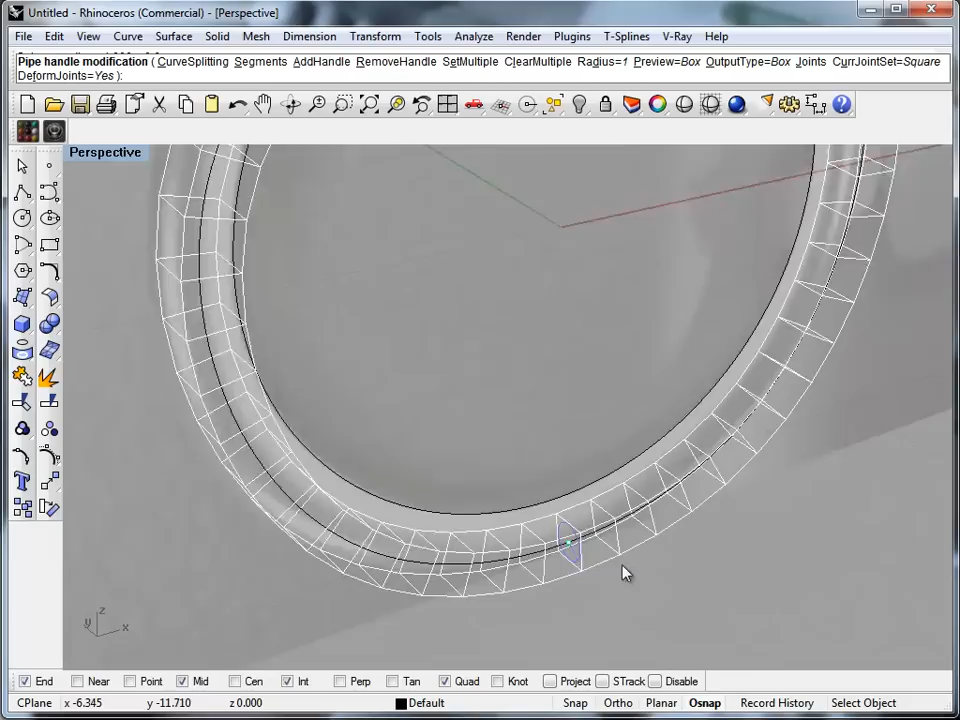 Untitled - Rhinoceros (Commercial) - [Perspective]
File Edit View Curve Surface Solid Mesh Dimension Transform Tools Analyze Render Plugins T-Splines V-Ray Help
Pipe handle modification ( CurveSplitting Segments AddHandle RemoveHandle SetMultiple ClearMultiple Radius=1 Preview=Box OutputType=Box Joints CurrJointSet=Square
DeformJoints=Yes ):
Perspective
z
y x
End Near Point Mid Cen Int Perp Tan Quad Knot Project STrack Disable
CPlane x -6.345 y -11.710 z 0.000 Default Snap Ortho Planar Osnap Record History Select Object